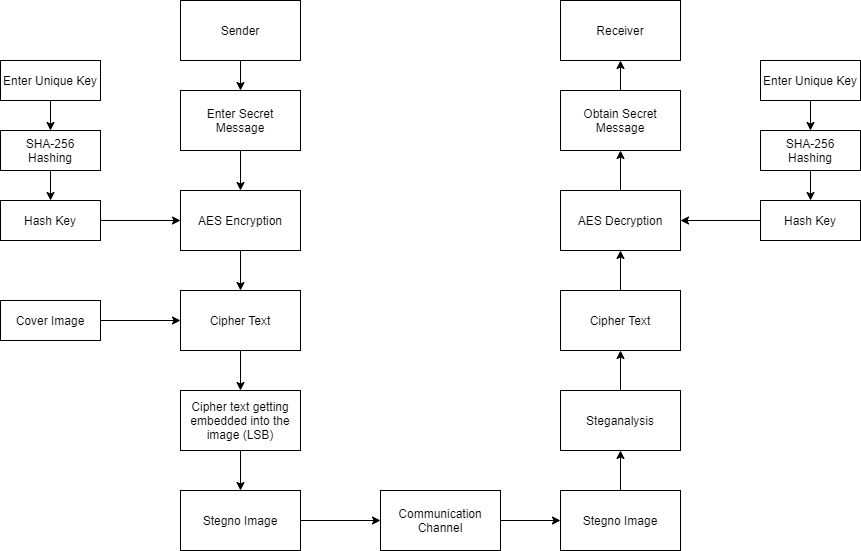 Sender
Receiver
Enter Unique Key
Enter Unique Key
Enter Secret
Message
Obtain Secret
Message
SHA-256
Hashing
SHA-256
Hashing
Hash Key
AES Encryption
AES Decryption
Hash Key
Cover Image
Cipher Text
Cipher Text
Cipher text getting
embedded into the
image (LSB)
Steganalysis
Stegno Image
Communication
Channel
Stegno Image